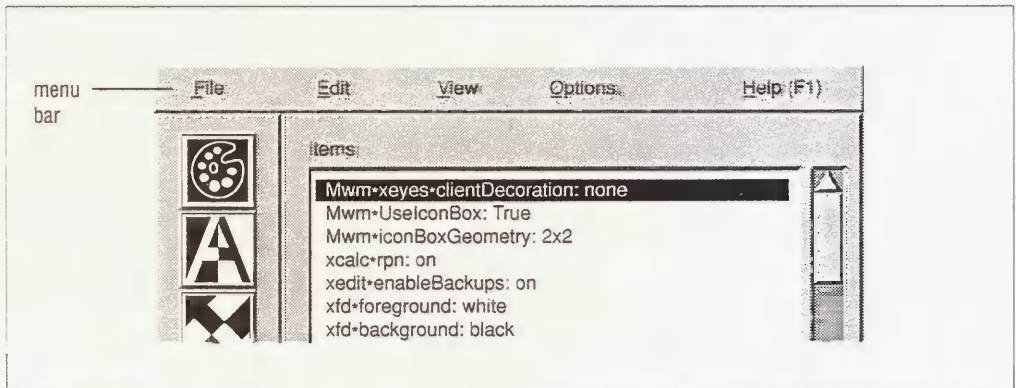 menu bar
File Edit View Options Help (F1)
Items
Mwm*xeyes*clientDecoration: none
Mwm*UseIconBox: True
Mwm*iconBoxGeometry: 2x2
xcalc*rpn: on
xedit*enableBackups: on
xfd*foreground: white
xfd*background: black